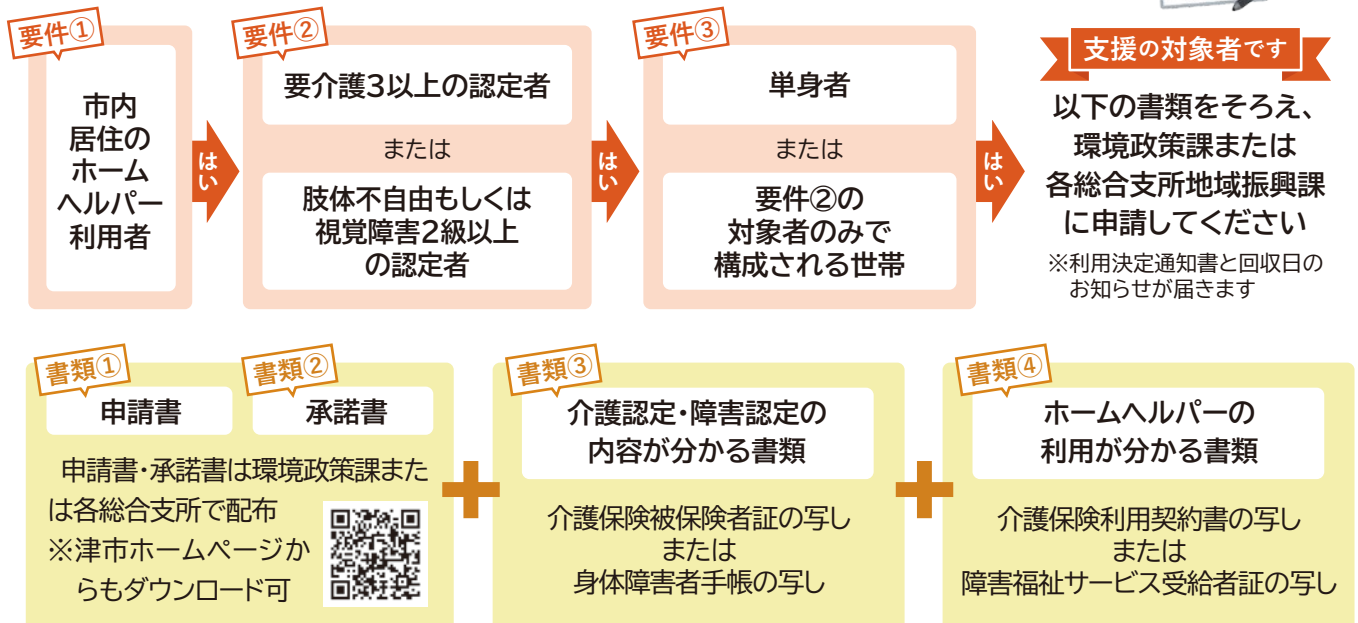 要件①
市内
居住の
ホーム
ヘルパー
利用者
はい
要件②
要介護3以上の認定者
または
肢体不自由もしくは
視覚障害2級以上
の認定者
はい
要件③
単身者
または
要件②の
対象者のみで
構成される世帯
はい
支援の対象者です
以下の書類をそろえ、
環境政策課または
各総合支所地域振興課
に申請してください
※利用決定通知書と回収日の
お知らせが届きます
書類①
申請書
書類②
承諾書
申請書・承諾書は環境政策課また
は各総合支所で配布
※津市ホームページか
らもダウンロード可
書類③
介護認定・障害認定の
内容が分かる書類
介護保険被保険者証の写し
または
身体障害者手帳の写し
書類④
ホームヘルパーの
利用が分かる書類
介護保険利用契約書の写し
または
障害福祉サービス受給者証の写し